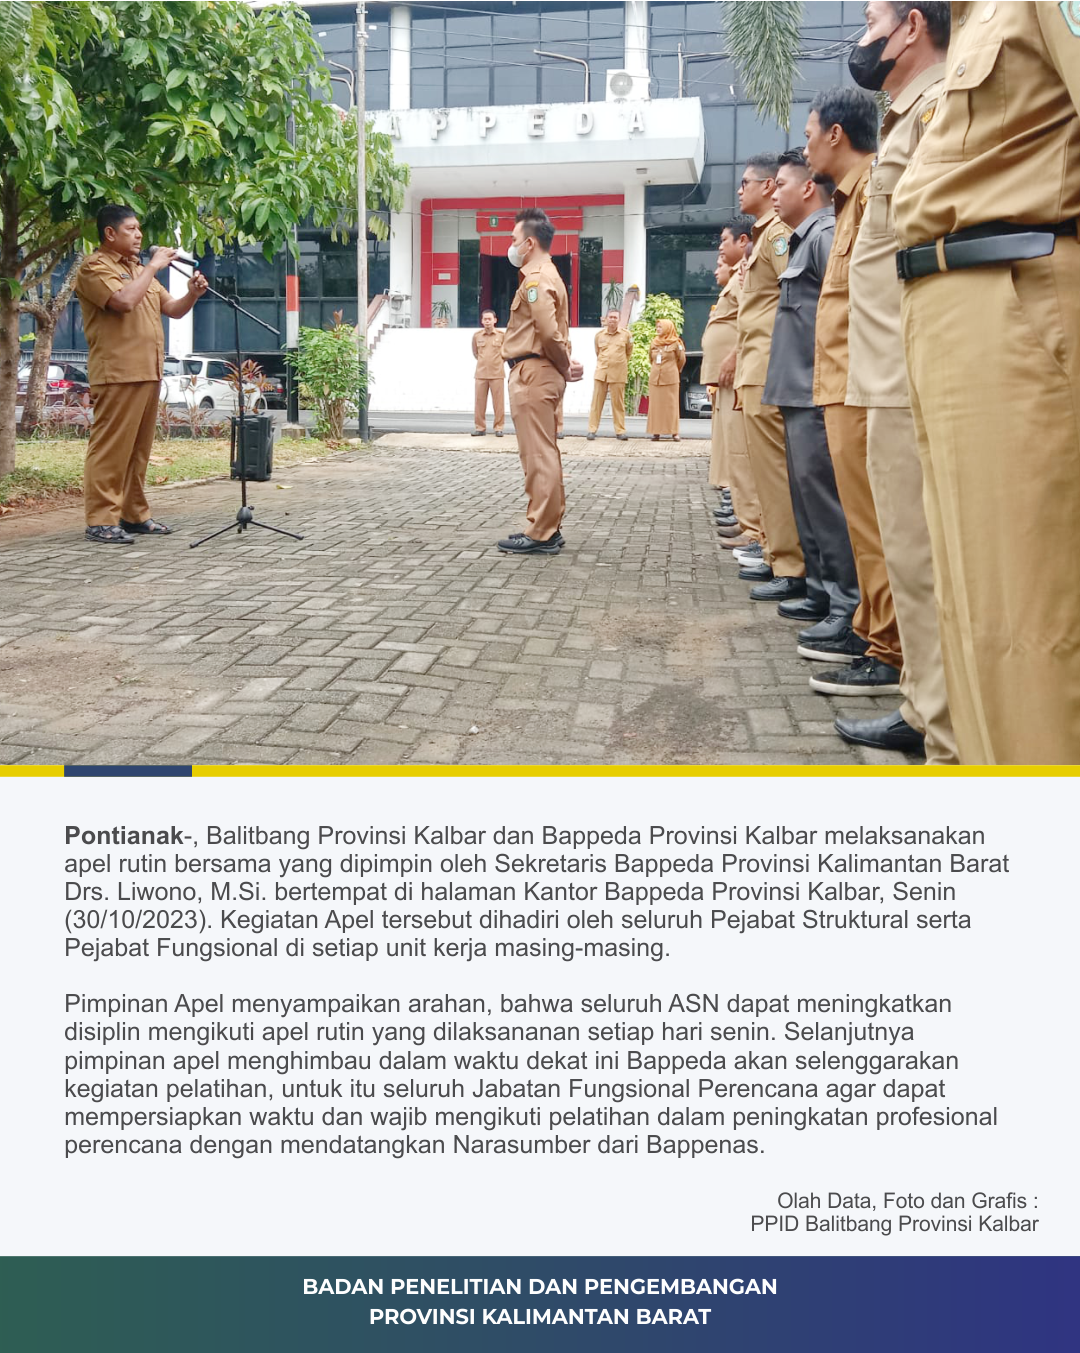 BAPPEDA
Pontianak-, Balitbang Provinsi Kalbar dan Bappeda Provinsi Kalbar melaksanakan
apel rutin bersama yang dipimpin oleh Sekretaris Bappeda Provinsi Kalimantan Barat
Drs. Liwono, M.Si. bertempat di halaman Kantor Bappeda Provinsi Kalbar, Senin
(30/10/2023). Kegiatan Apel tersebut dihadiri oleh seluruh Pejabat Struktural serta
Pejabat Fungsional di setiap unit kerja masing-masing.
Pimpinan Apel menyampaikan arahan, bahwa seluruh ASN dapat meningkatkan
disiplin mengikuti apel rutin yang dilaksananan setiap hari senin. Selanjutnya
pimpinan apel menghimbau dalam waktu dekat ini Bappeda akan selenggarakan
kegiatan pelatihan, untuk itu seluruh Jabatan Fungsional Perencana agar dapat
mempersiapkan waktu dan wajib mengikuti pelatihan dalam peningkatan profesional
perencana dengan mendatangkan Narasumber dari Bappenas.
Olah Data, Foto dan Grafis :
PPID Balitbang Provinsi Kalbar
BADAN PENELITIAN DAN PENGEMBANGAN
PROVINSI KALIMANTAN BARAT